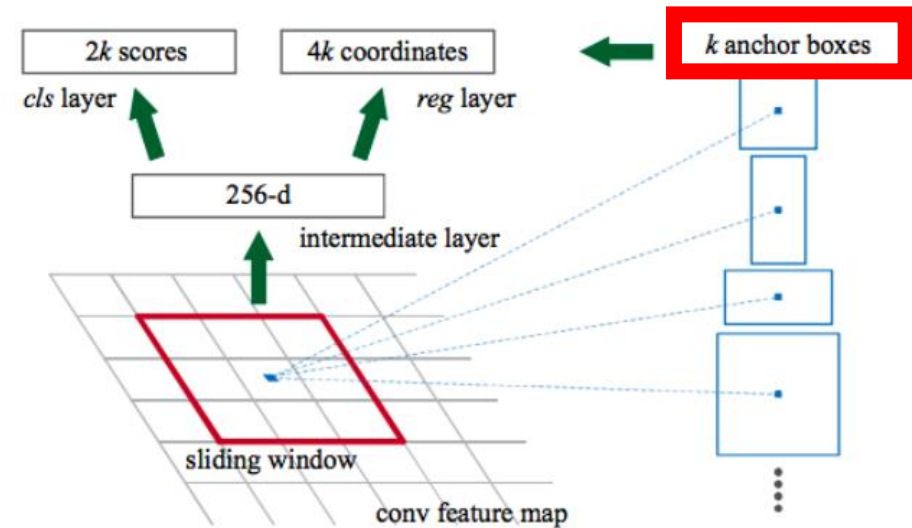 2k scores
4k coordinates
k anchor boxes
cls layer
reg layer
256-d
intermediate layer
sliding window
conv feature map